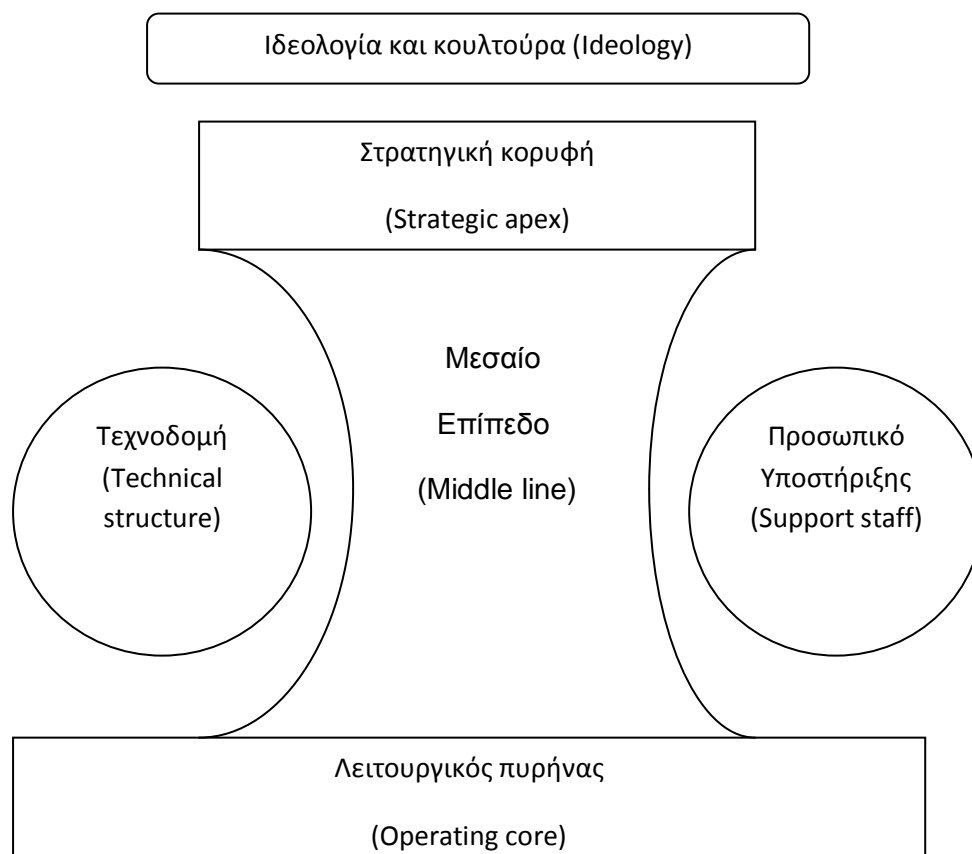 Ιδεολογία και κουλτούρα (Ideology)
Στρατηγική κορυφή
(Strategic apex)
Μεσαίο
Επίπεδο
(Middle line)
Τεχνοδομή
(Technical
structure)
Προσωπικό
Υποστήριξης
(Support staff)
Λειτουργικός πυρήνας
(Operating core)